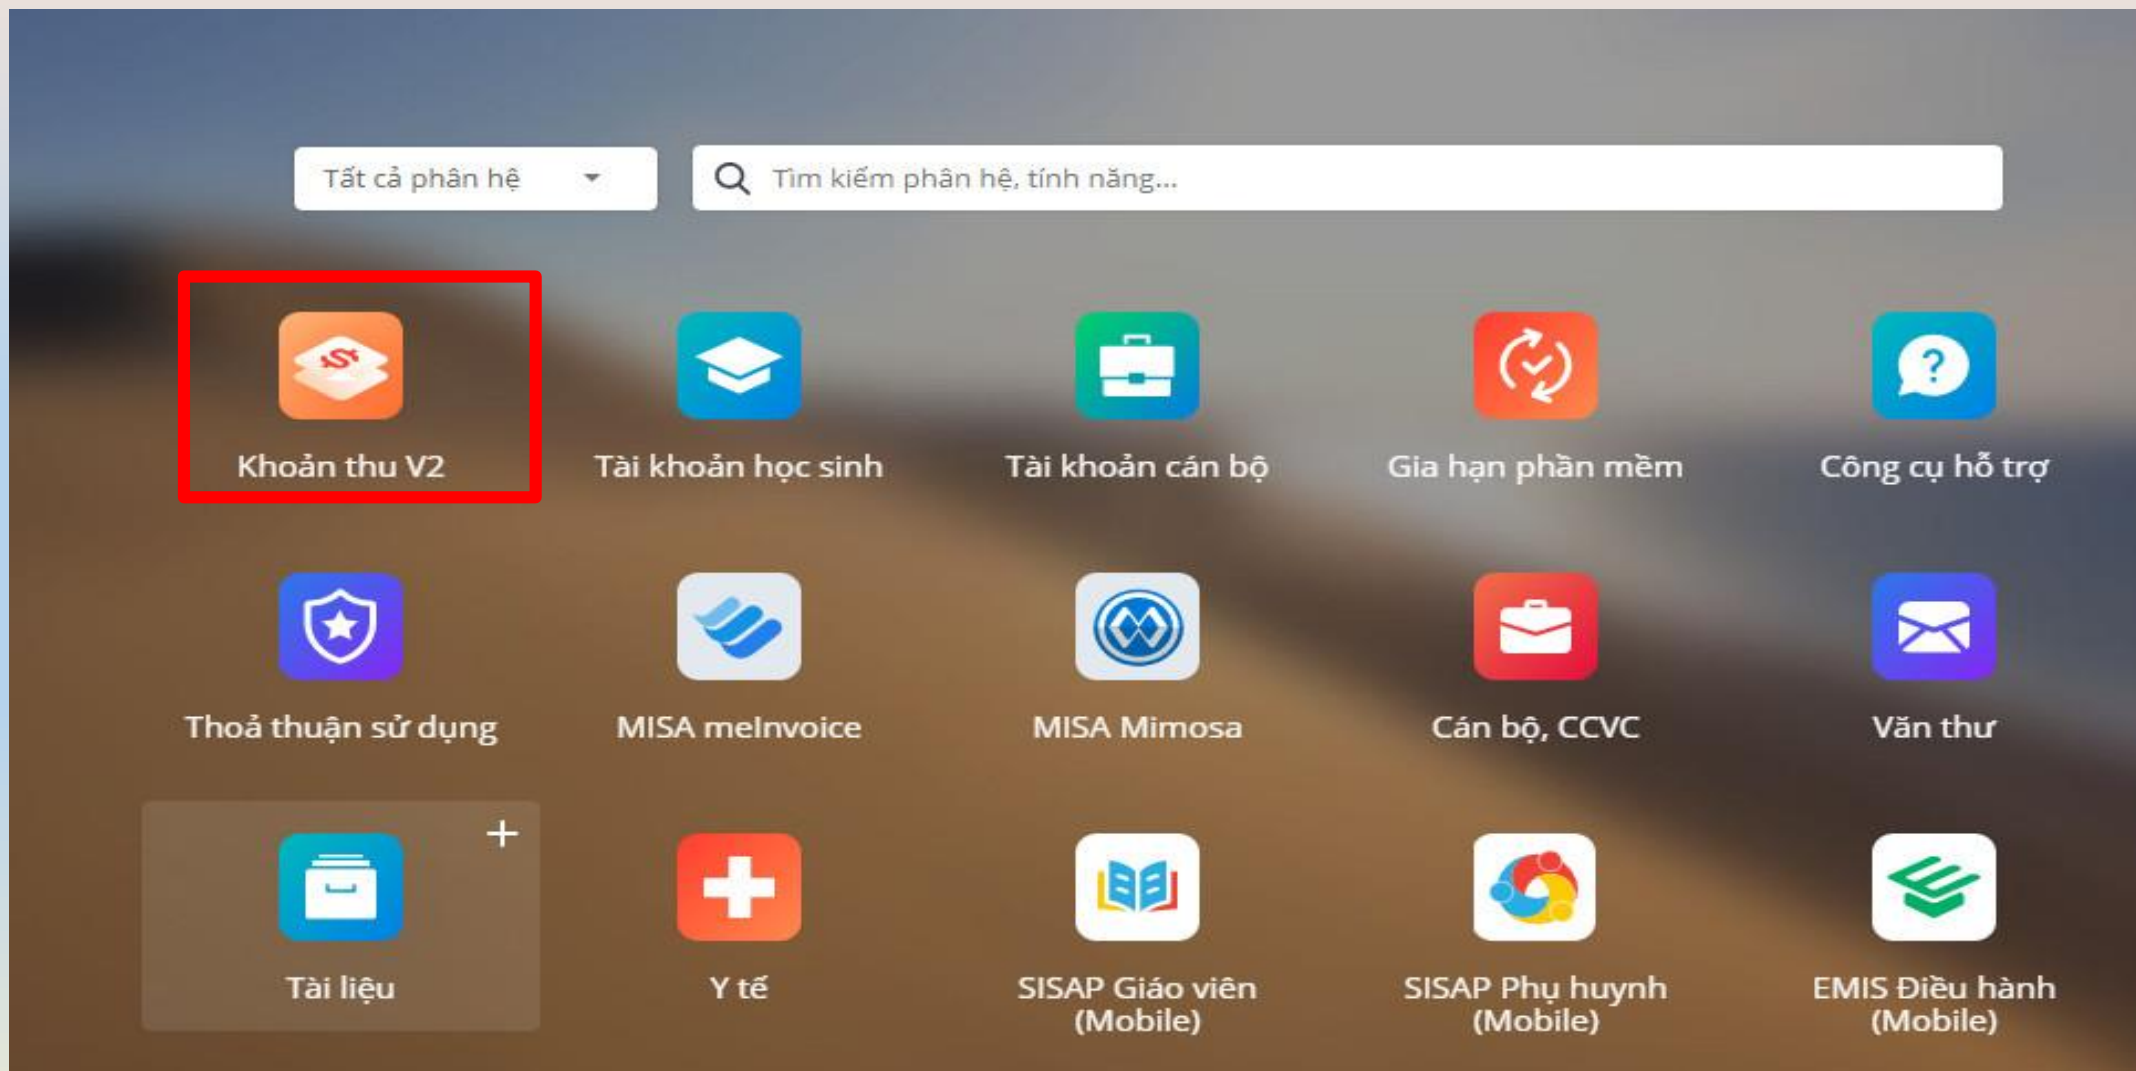 Tất cả phân hệ
Tìm kiếm phân hệ, tính năng...
Khoản thu V2
Tài khoản học sinh
Tài khoản cán bộ
Gia hạn phần mềm
Công cụ hỗ trợ
Thoả thuận sử dụng
MISA meInvoice
MISA Mimosa
Cán bộ, CCVC
Văn thư
Tài liệu
Y tế
SISAP Giáo viên
(Mobile)
SISAP Phụ huynh
(Mobile)
EMIS Điều hành
(Mobile)